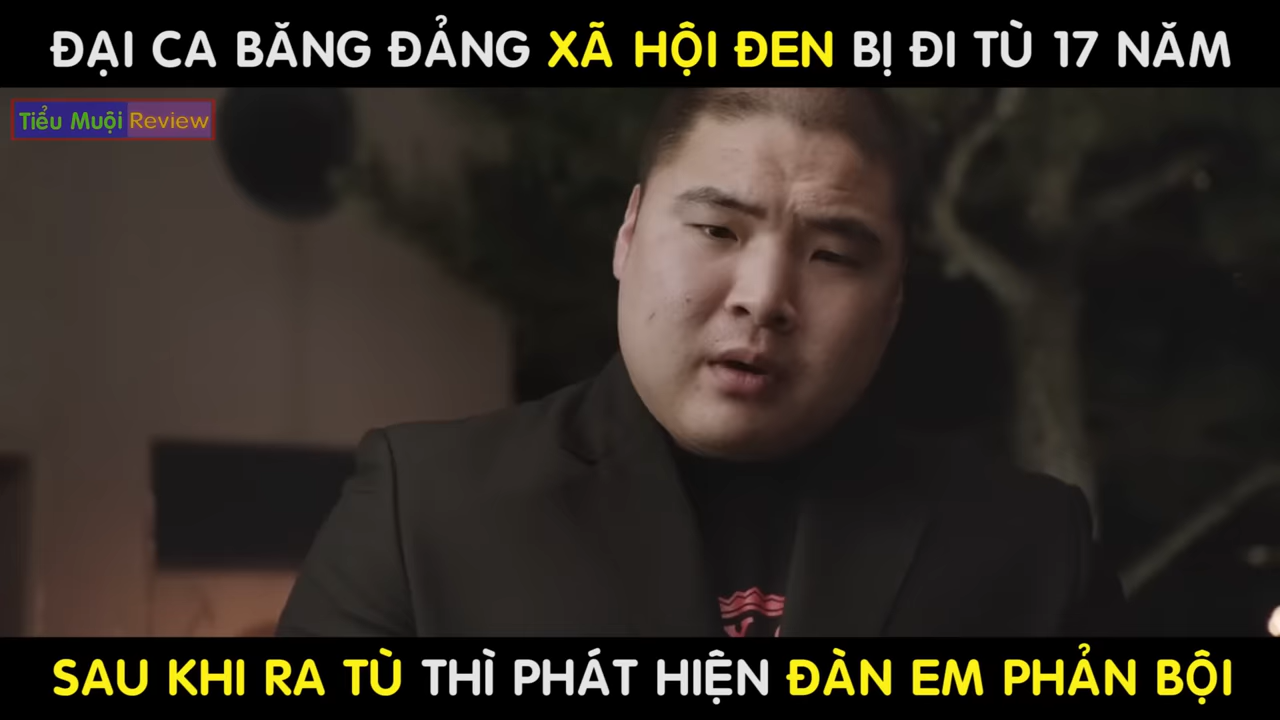 ĐẠI CA BĂNG ĐẢNG XÃ HỘI ĐEN BỊ ĐI TÙ 17 NĂM
Tiểu Muội Review
SAU KHI RA TÙ THÌ PHÁT HIỆN ĐÀN EM PHẢN BỘI